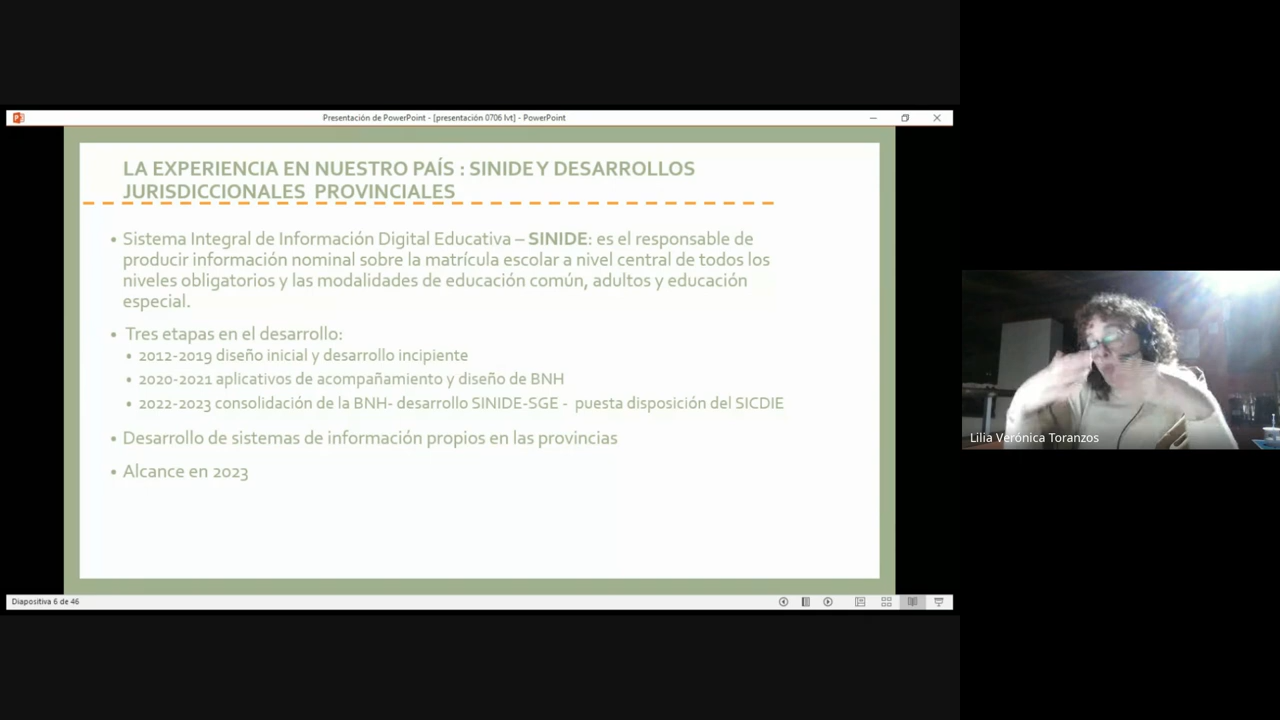 Presentación de PowerPoint - [presentación 0706 lvt] - PowerPoint
LA EXPERIENCIA EN NUESTRO PAÍS : SINIDE Y DESARROLLOS
JURISDICCIONALES PROVINCIALES
• Sistema Integral de Información Digital Educativa – SINIDE: es el responsable de
producir información nominal sobre la matrícula escolar a nivel central de todos los
niveles obligatorios y las modalidades de educación común, adultos y educación
especial.
• Tres etapas en el desarrollo:
• 2012-2019 diseño inicial y desarrollo incipiente
• 2020-2021 aplicativos de acompañamiento y diseño de BNH
• 2022-2023 consolidación de la BNH- desarrollo SINIDE-SGE - puesta disposición del SICDIE
• Desarrollo de sistemas de información propios en las provincias
• Alcance en 2023
Lilia Verónica Toranzos
Diapositiva 6 de 46